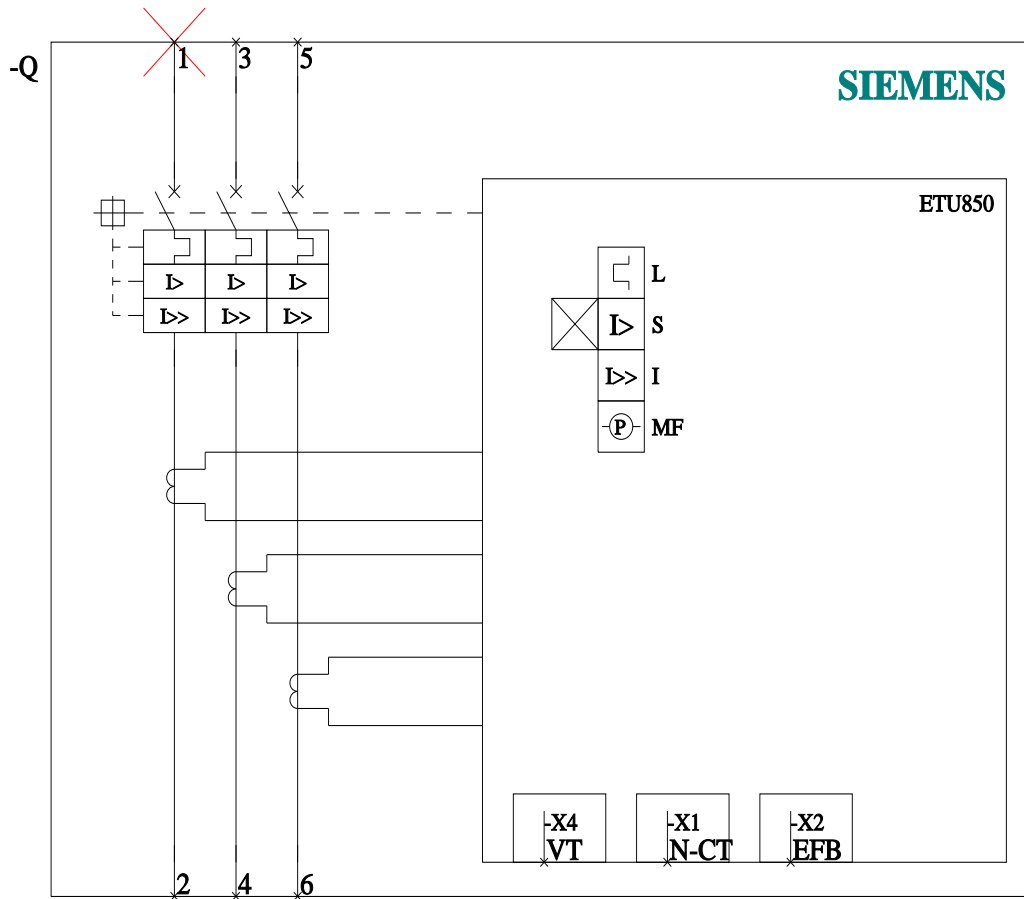 1 3 5
-Q
SIEMENS
ETU850
I> I> I>
I>> I>> I>>
L
I> S
I>> I
P MF
-X4 -X1 -X2
VT N-CT EFB
2 4 6